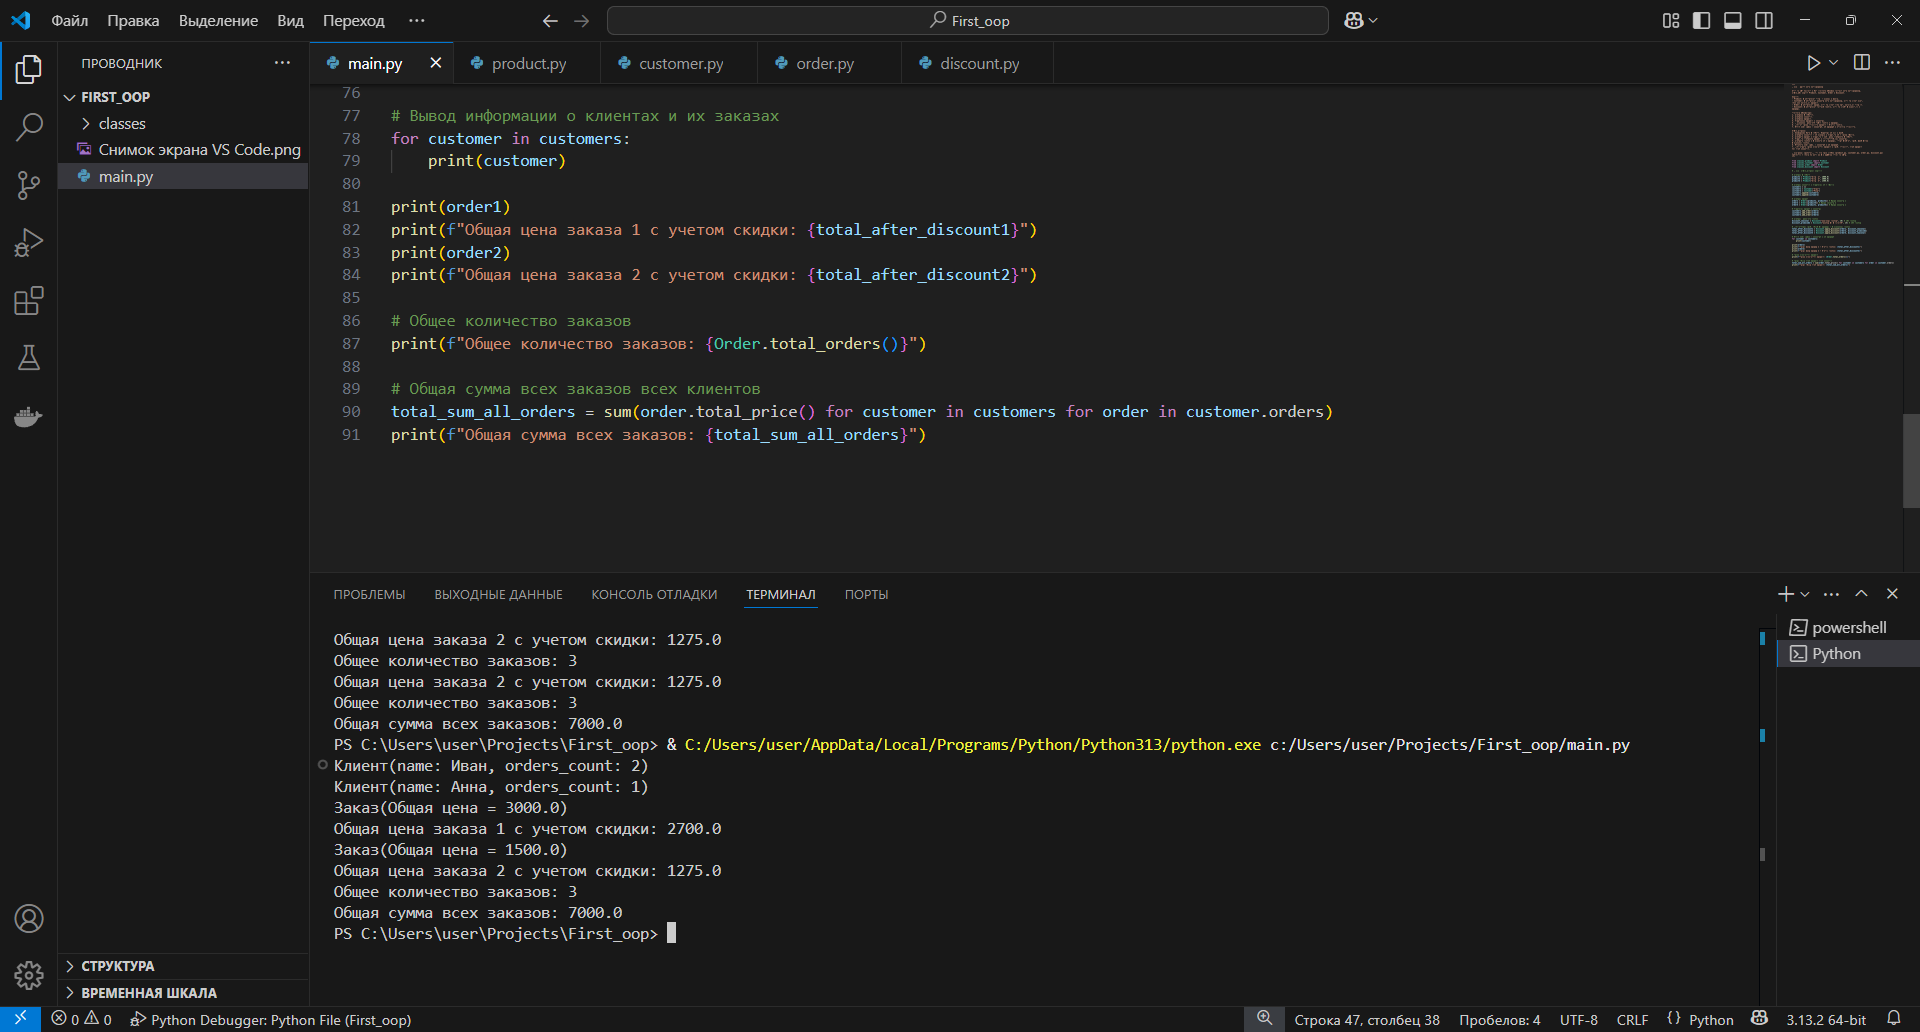 Файл Правка Выделение Вид Переход ··· First_oop
ПРОВОДНИК ···
FIRST_OOP
classes
Снимок экрана VS Code.png
main.py
main.py product.py customer.py order.py discount.py
76
77 # Вывод информации о клиентах и их заказах
78 for customer in customers:
79 print(customer)
80
81 print(order1)
82 print(f"Общая цена заказа 1 с учетом скидки: {total_after_discount1}")
83 print(order2)
84 print(f"Общая цена заказа 2 с учетом скидки: {total_after_discount2}")
85
86 # Общее количество заказов
87 print(f"Общее количество заказов: {Order.total_orders()}")
88
89 # Общая сумма всех заказов всех клиентов
90 total_sum_all_orders = sum(order.total_price() for customer in customers for order in customer.orders)
91 print(f"Общая сумма всех заказов: {total_sum_all_orders}")
ПРОБЛЕМЫ ВЫХОДНЫЕ ДАННЫЕ КОНСОЛЬ ОТЛАДКИ ТЕРМИНАЛ ПОРТЫ
Общая цена заказа 2 с учетом скидки: 1275.0
Общее количество заказов: 3
Общая цена заказа 2 с учетом скидки: 1275.0
Общее количество заказов: 3
Общая сумма всех заказов: 7000.0
PS C:\Users\user\Projects\First_oop> & C:/Users/user/AppData/Local/Programs/Python/Python313/python.exe c:/Users/user/Projects/First_oop/main.py
Клиент(name: Иван, orders_count: 2)
Клиент(name: Анна, orders_count: 1)
Заказ(Общая цена = 3000.0)
Общая цена заказа 1 с учетом скидки: 2700.0
Заказ(Общая цена = 1500.0)
Общая цена заказа 2 с учетом скидки: 1275.0
Общее количество заказов: 3
Общая сумма всех заказов: 7000.0
PS C:\Users\user\Projects\First_oop>
powershell
Python
СТРУКТУРА
ВРЕМЕННАЯ ШКАЛА
0 0 Python Debugger: Python File (First_oop) Строка 47, столбец 38 Пробелов: 4 UTF-8 CRLF {} Python 3.13.2 64-bit